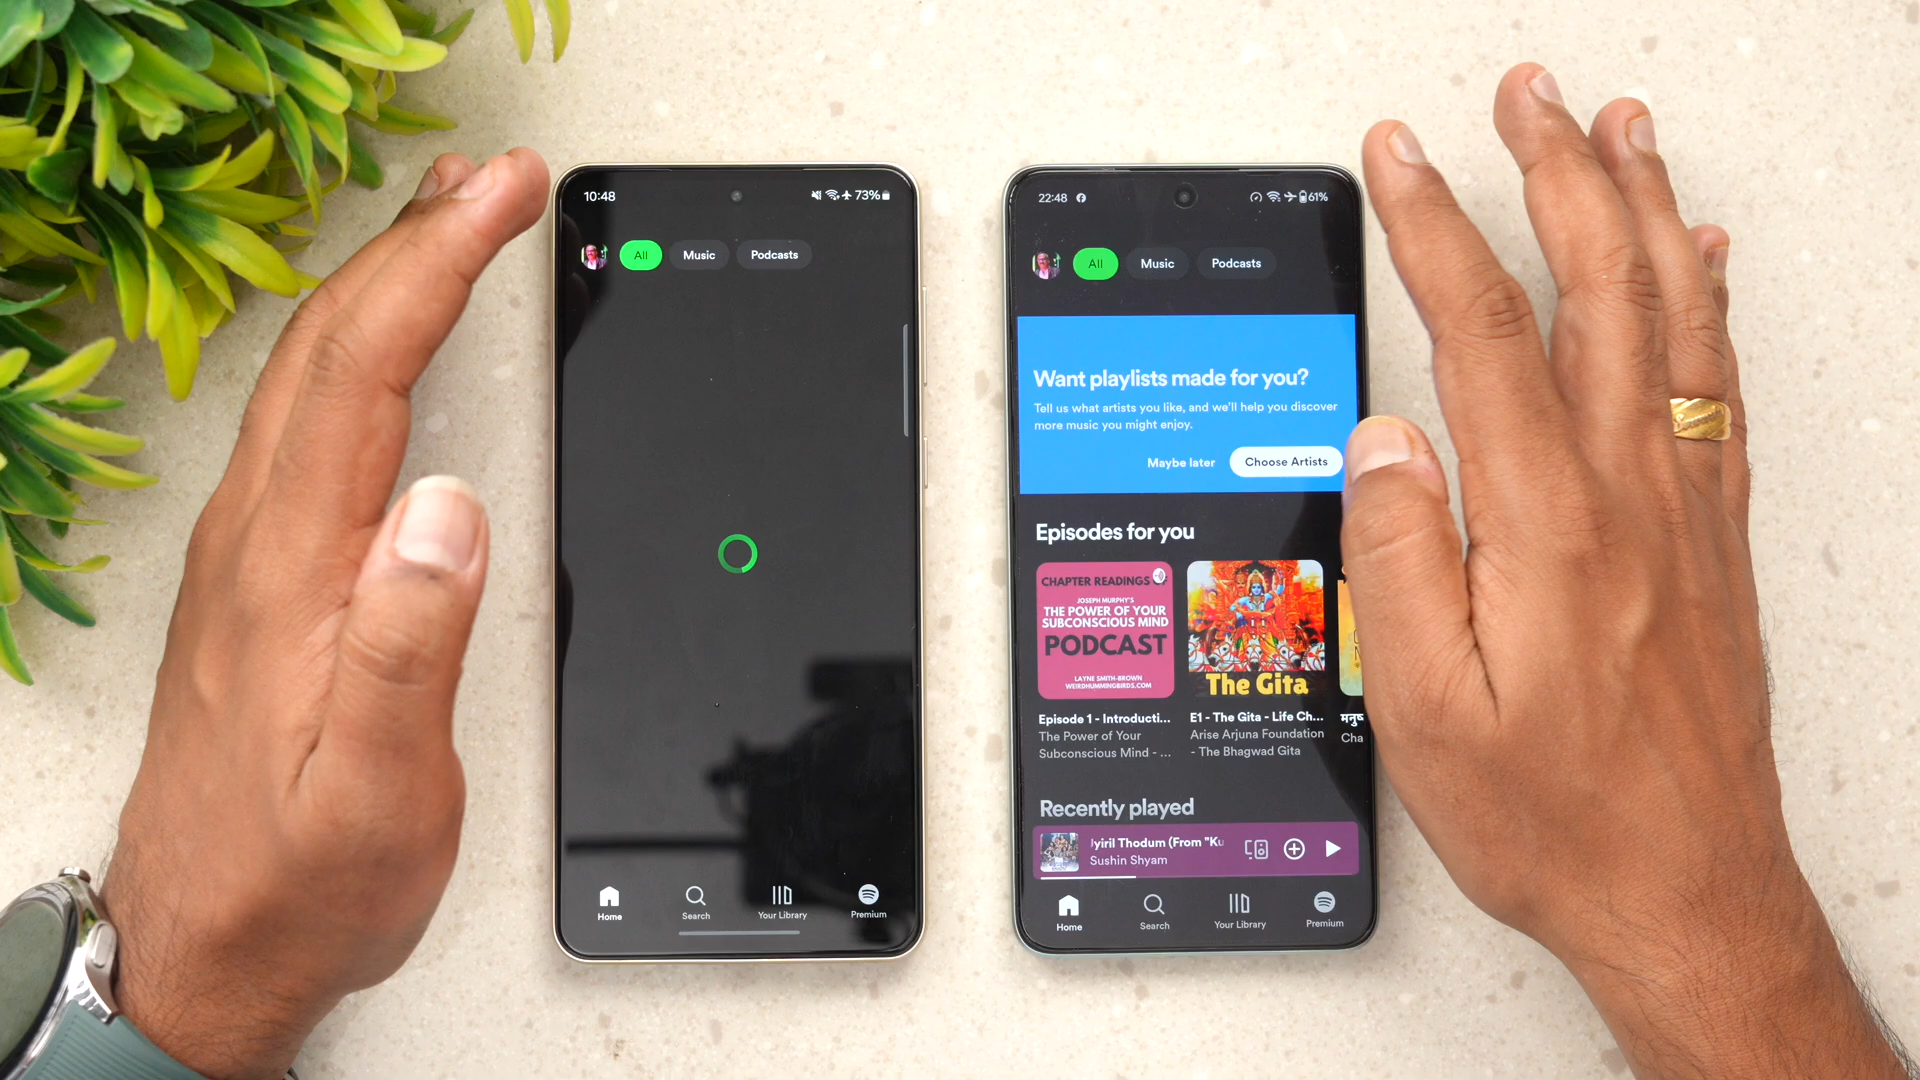 10:48
73%
All
Music
Podcasts
Home
Search
Your Library
Premium
22:48
61%
All
Music
Podcasts
Want playlists made for you?
Tell us what artists you like, and we'll help you discover
more music you might enjoy.
Maybe later
Choose Artists
Episodes for you
CHAPTER READINGS
JOSEPH MURPHY'S
THE POWER OF YOUR
SUBCONSCIOUS MIND
PODCAST
LAYNE SMITH-BROWN
WEIRDHUMMINGBIRDS.COM
The Gita
Episode 1 - Introducti...
The Power of Your
Subconscious Mind - ...
E1 - The Gita - Life Ch...
Arise Arjuna Foundation
- The Bhagwad Gita
मनुष
Cha
Recently played
yiril Thodum (From "Ku
Sushin Shyam
Home
Search
Your Library
Premium